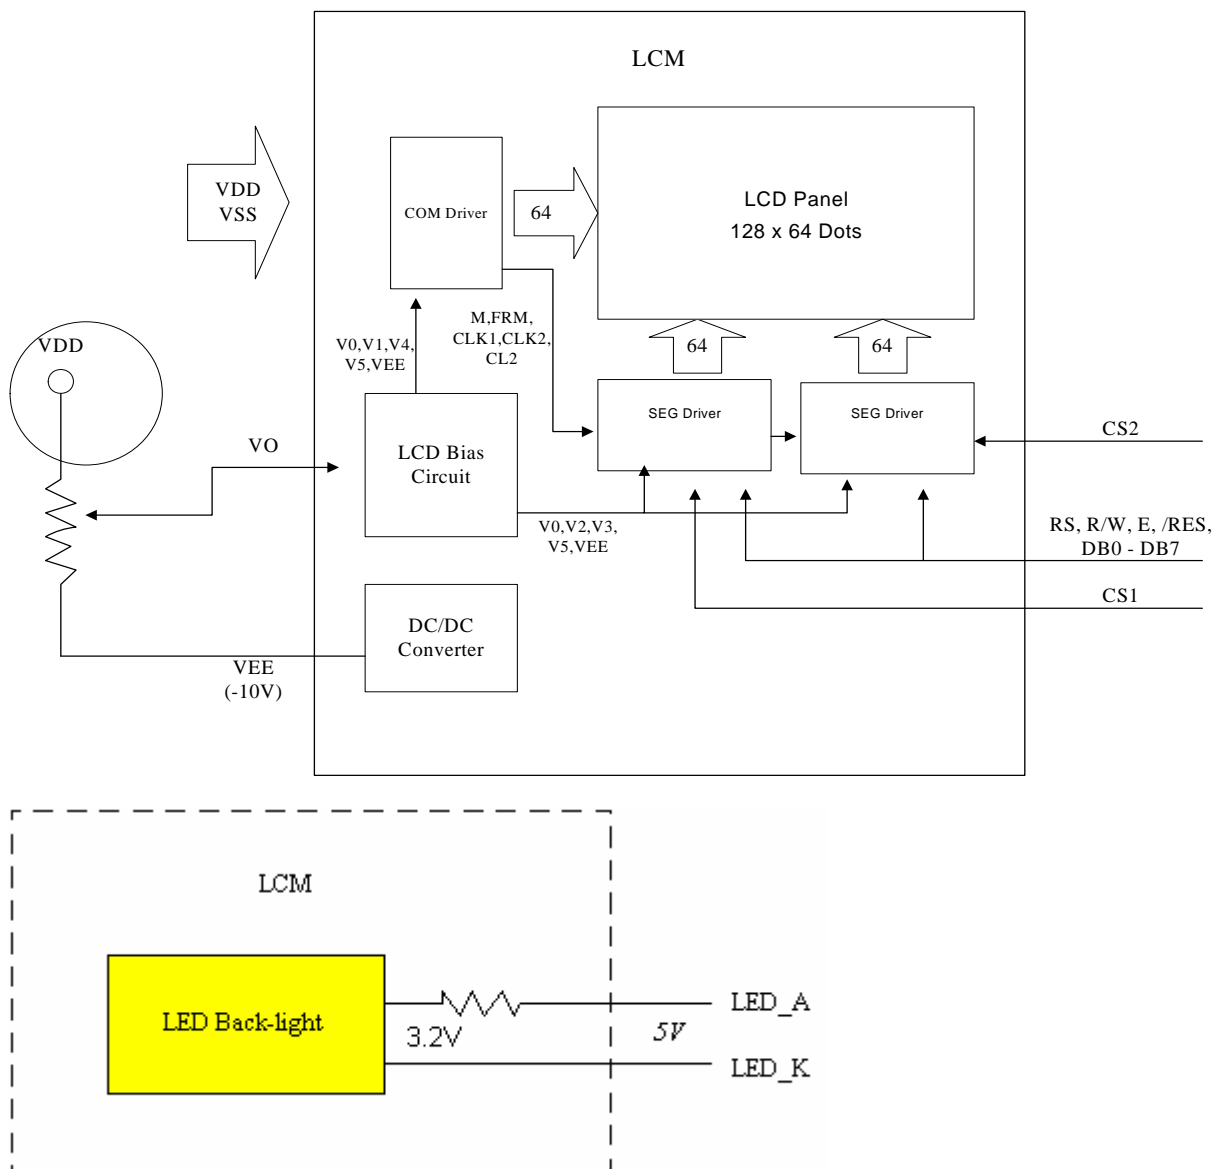 LCM
VDD
VSS
COM Driver
64
LCD Panel
128 x 64 Dots
VDD
V0,V1,V4,
V5,VEE
M,FRM,
CLK1,CLK2,
CL2
64
64
SEG Driver
SEG Driver
CS2
VO
LCD Bias
Circuit
V0,V2,V3,
V5,VEE
RS, R/W, E, /RES,
DB0 - DB7
CS1
DC/DC
Converter
VEE
(-10V)
LCM
LED Back-light
3.2V
5V
LED_A
LED_K